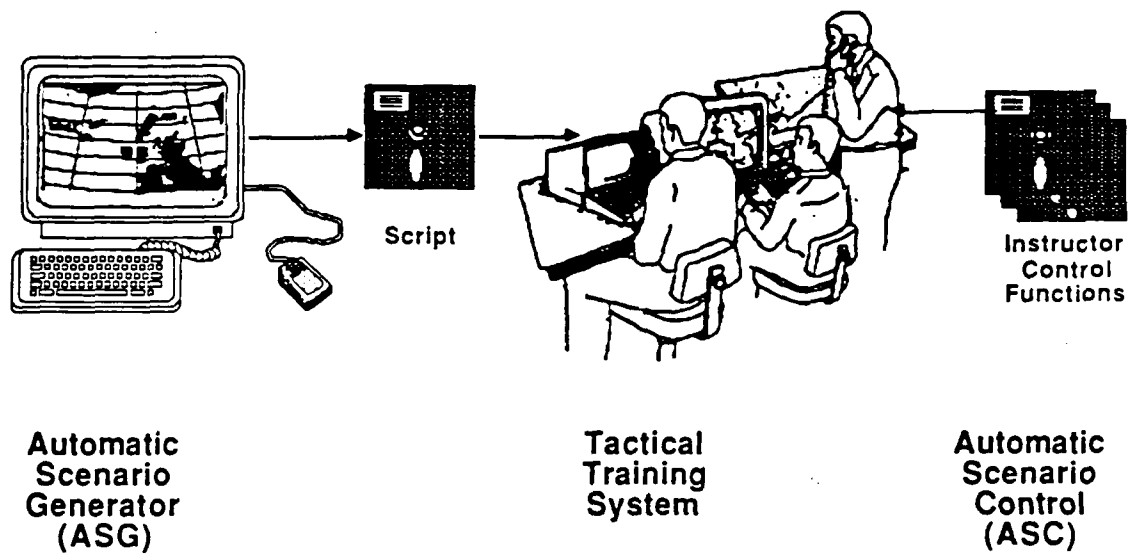 Script
Instructor
Control
Functions
Automatic
Scenario
Generator
(ASG)
Tactical
Training
System
Automatic
Scenario
Control
(ASC)